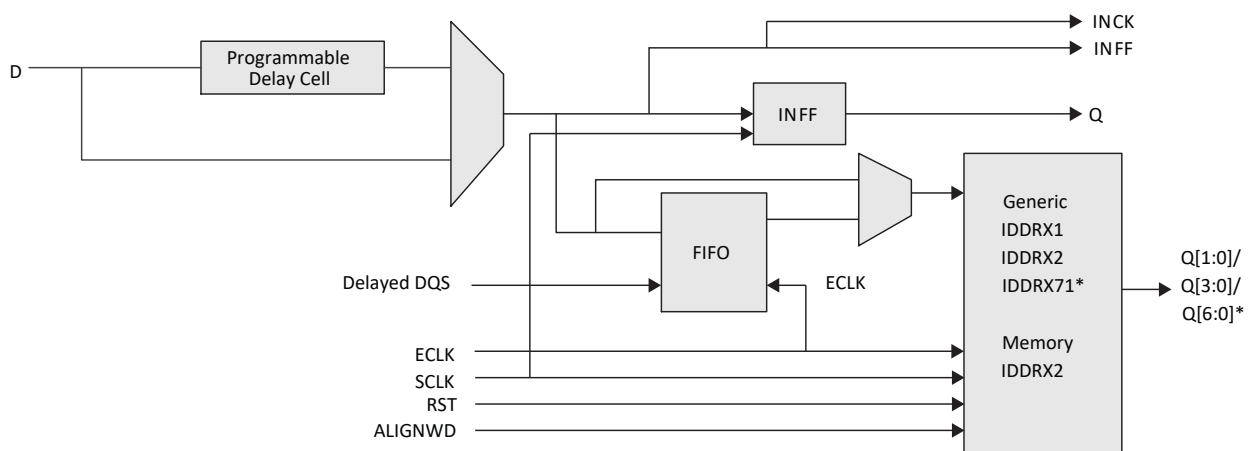 INCK
INFF
D
Programmable
Delay Cell
INFF
Q
FIFO
Delayed DQS
ECLK
ECLK
SCLK
RST
ALIGNWD
Generic
IDDRX1
IDDRX2
IDDRX71*
Memory
IDDRX2
Q[1:0]/
Q[3:0]/
Q[6:0]*